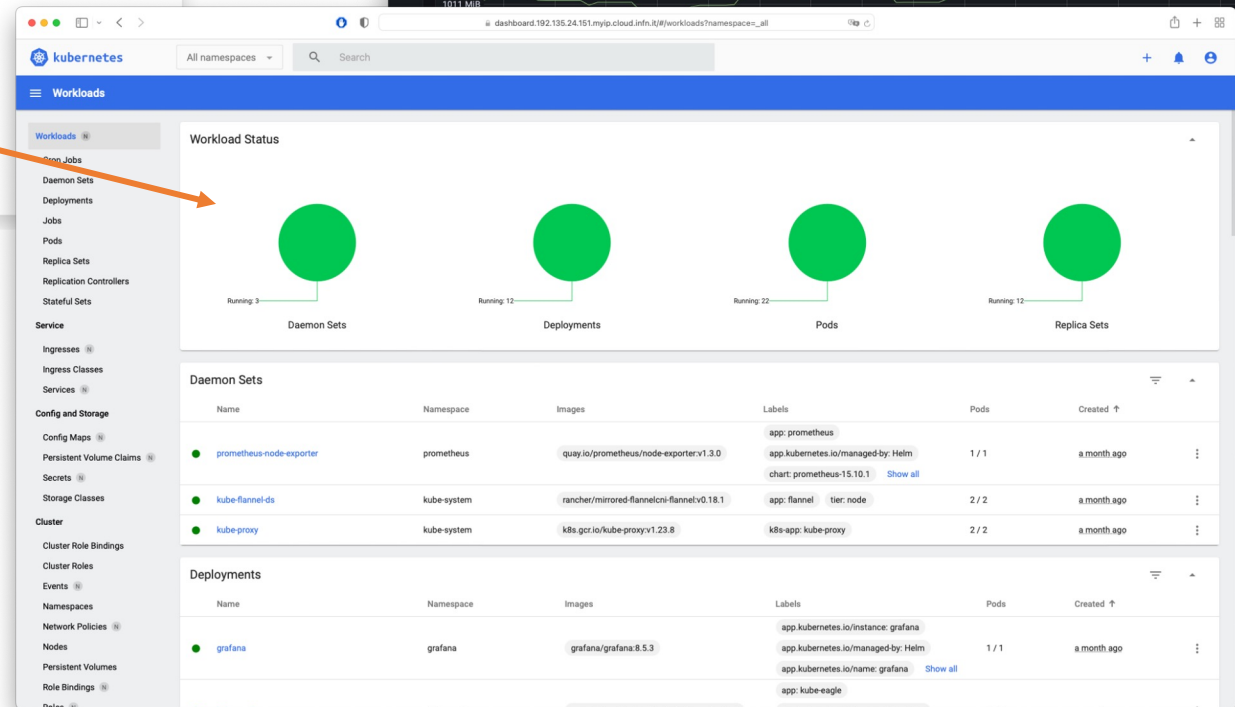 1011 MiB
dashboard.192.135.24.151.myip.cloud.infn.it/#/workloads?namespace=_all
kubernetes
All namespaces
Search
Workloads
Workloads N
Cron Jobs
Daemon Sets
Deployments
Jobs
Pods
Replica Sets
Replication Controllers
Stateful Sets
Service
Ingresses N
Ingress Classes
Services N
Config and Storage
Config Maps N
Persistent Volume Claims N
Secrets N
Storage Classes
Cluster
Cluster Role Bindings
Cluster Roles
Events N
Namespaces
Network Policies N
Nodes
Persistent Volumes
Role Bindings N
Roles N
Workload Status
Running: 3
Running: 12
Running: 22
Running: 12
Daemon Sets
Deployments
Pods
Replica Sets
Daemon Sets
Name Namespace Images Labels Pods Created
app: prometheus
prometheus-node-exporter prometheus quay.io/prometheus/node-exporter:v1.3.0 app.kubernetes.io/managed-by: Helm 1 / 1 a month ago
chart: prometheus-15.10.1 Show all
kube-flannel-ds kube-system rancher/mirrored-flannelcni-flannel:v0.18.1 app: flannel tier: node 2 / 2 a month ago
kube-proxy kube-system k8s.gcr.io/kube-proxy:v1.23.8 k8s-app: kube-proxy 2 / 2 a month ago
Deployments
Name Namespace Images Labels Pods Created
app.kubernetes.io/instance: grafana
grafana grafana grafana/grafana:8.5.3 app.kubernetes.io/managed-by: Helm 1 / 1 a month ago
app.kubernetes.io/name: grafana Show all
app: kube-eagle